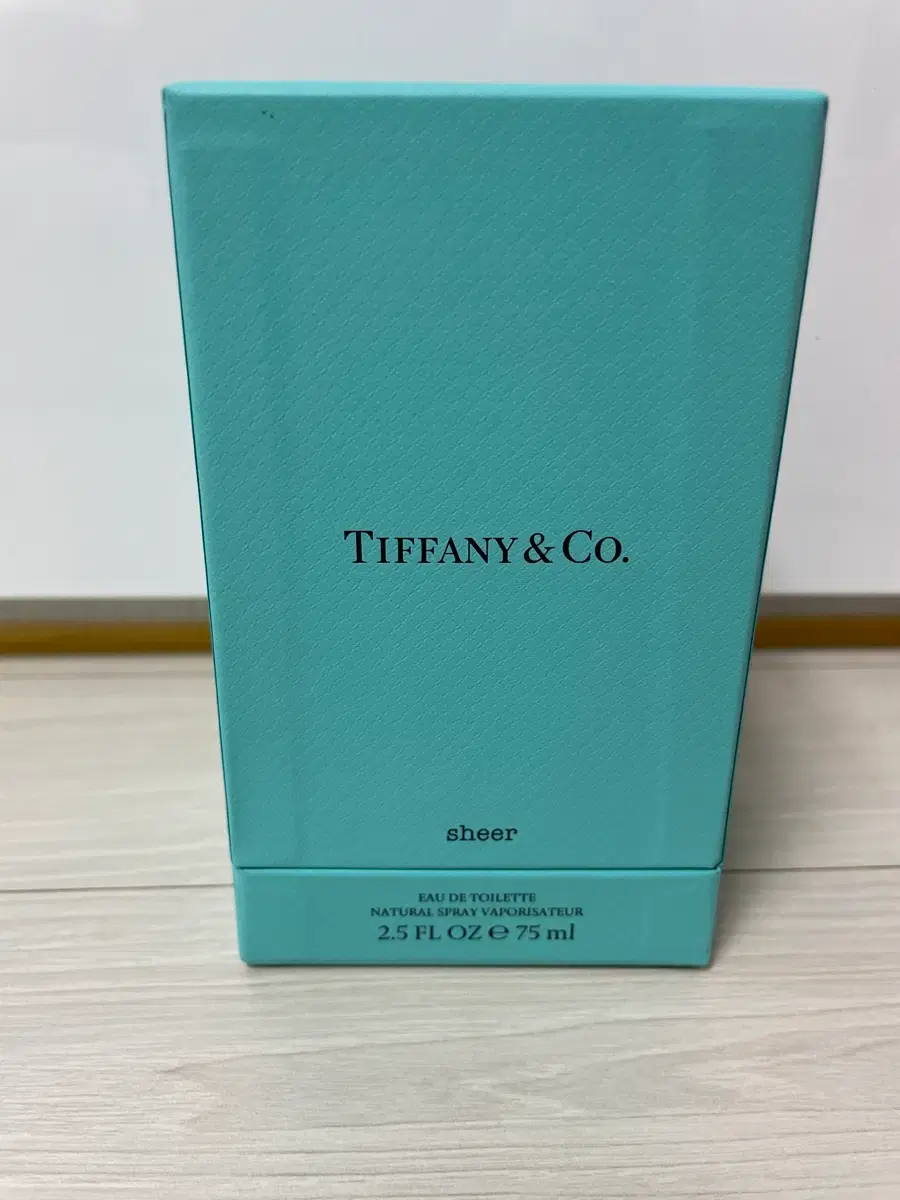 TIFFANY & CO.
sheer
EAU DE TOILETTE
NATURAL SPRAY VAPORISATEUR
2.5 FL OZ ℮ 75 ml